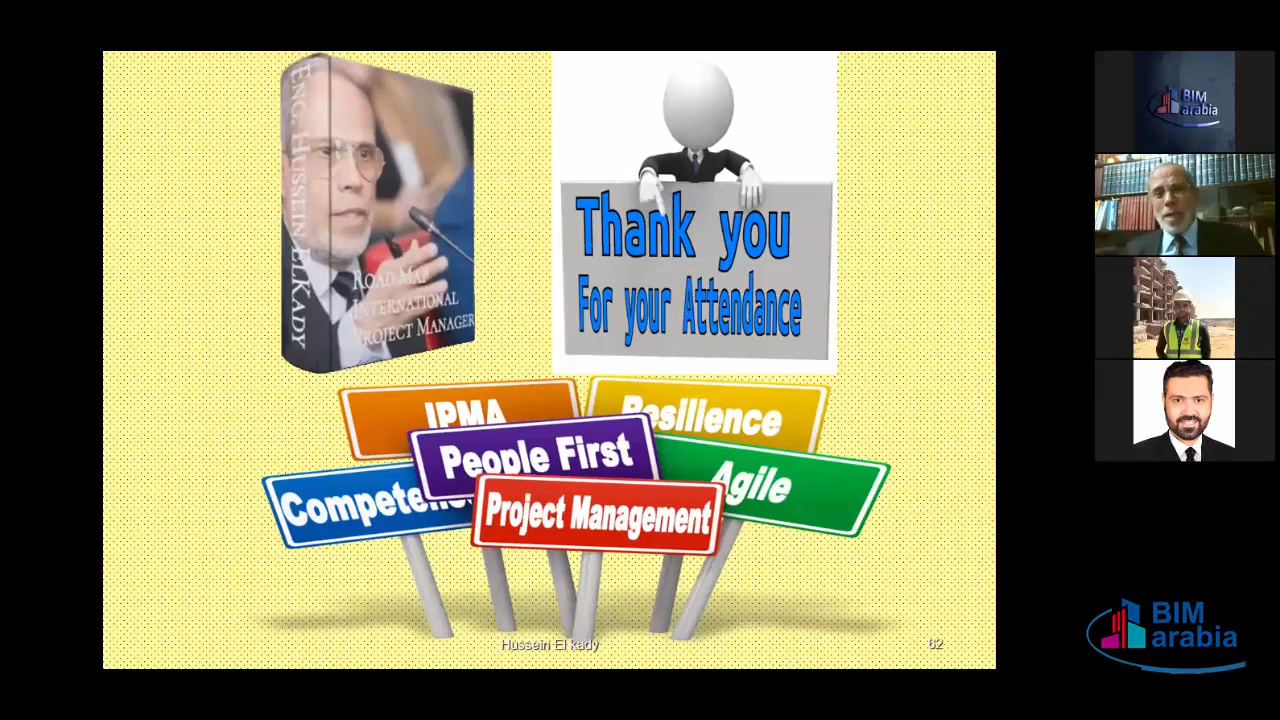 ENG. HUSSEIN ELKADY
ROAD MAP
INTERNATIONAL
PROJECT MANAGER
Thank you
For your Attendance
IPMA
Resilience
People First
Agile
Project Management
Hussein El kady
62
BIM
arabia
BIM
arabia